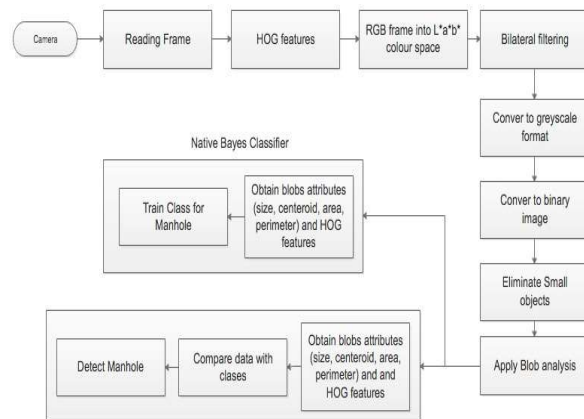 Camera
Reading Frame
HOG features
RGB frame into L*a*b*
colour space
Bilateral filtering
Conver to greyscale
format
Conver to binary
image
Eliminate Small
objects
Apply Blob analysis
Native Bayes Classifier
Obtain blobs attributes
(size, centeroid, area,
perimeter) and HOG
features
Train Class for
Manhole
Obtain blobs attributes
(size, centeroid, area,
perimeter) and and
HOG features
Compare data with
clases
Detect Manhole